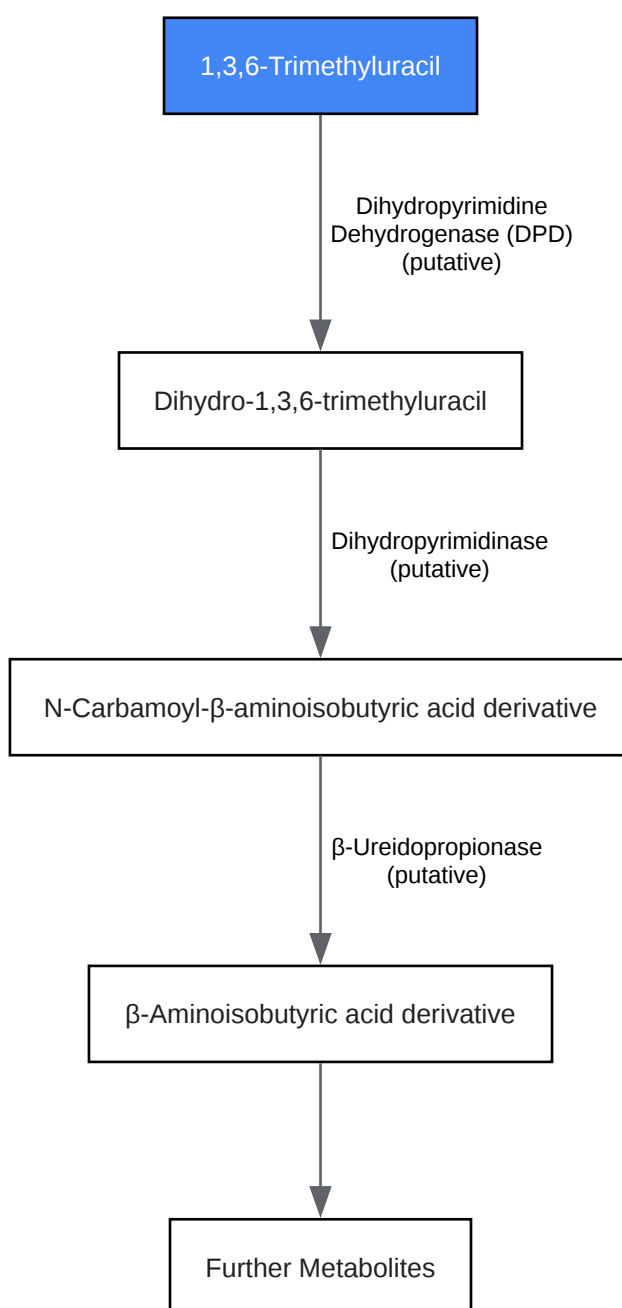 1,3,6-Trimethyluracil
Dihydropyrimidine
Dehydrogenase (DPD)
(putative)
Dihydro-1,3,6-trimethyluracil
Dihydropyrimidinase
(putative)
N-Carbamoyl-β-aminoisobutyric acid derivative
β-Ureidopropionase
(putative)
β-Aminoisobutyric acid derivative
Further Metabolites